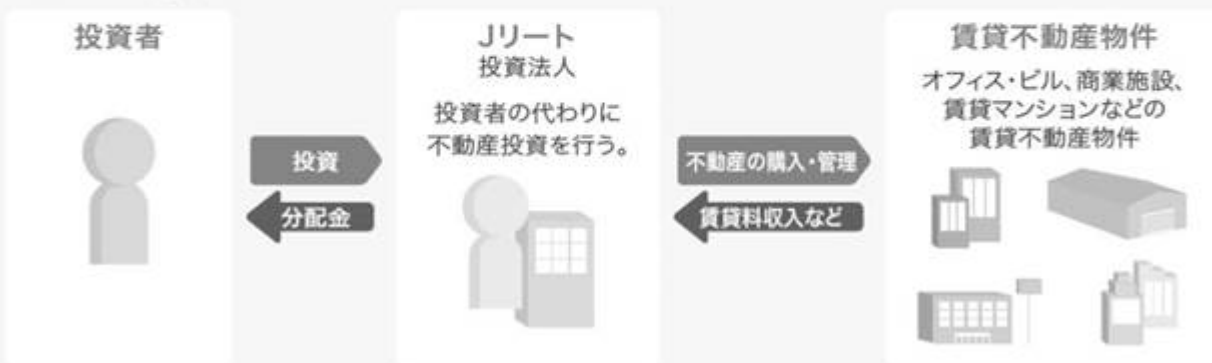 投資者
投資
分配金
Jリート
投資法人
投資者の代わりに
不動産投資を行う。
不動産の購入・管理
賃貸料収入など
賃貸不動産物件
オフィス・ビル、商業施設、
賃貸マンションなどの
賃貸不動産物件